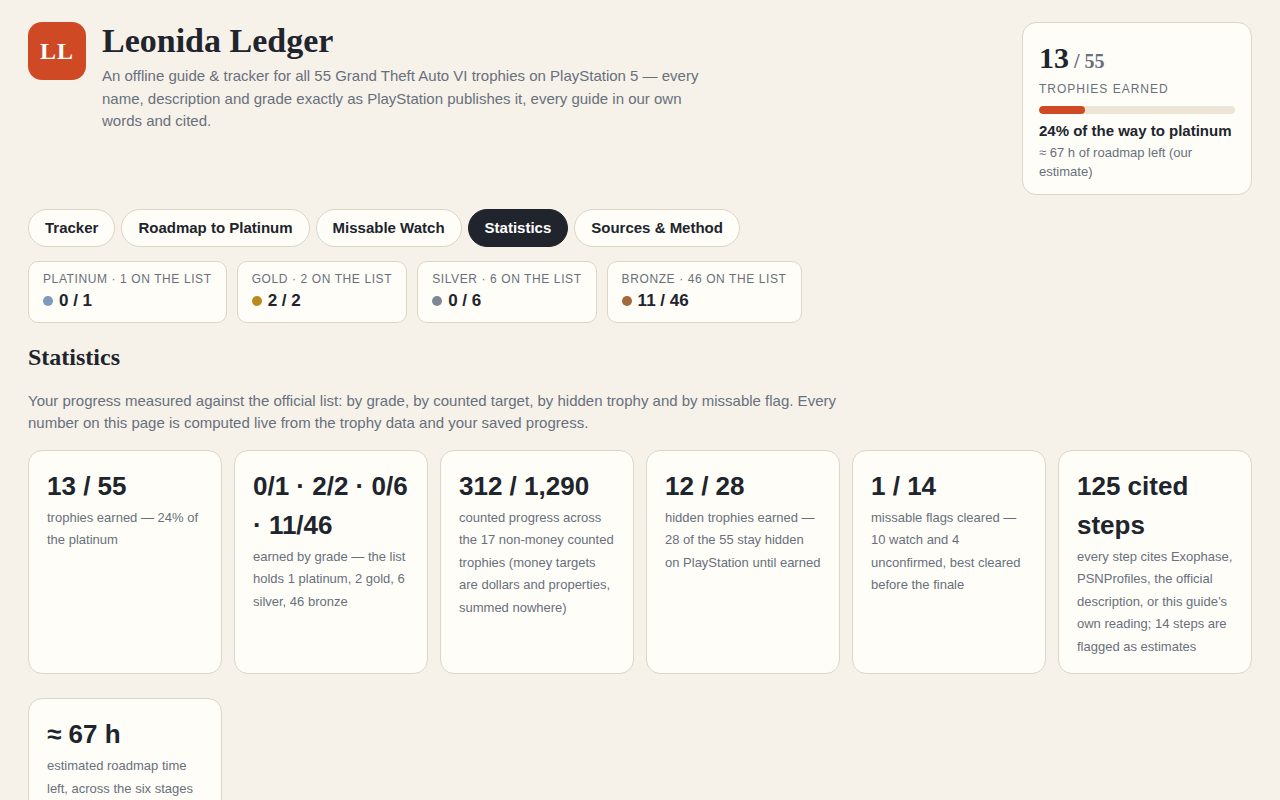 LL
Leonida Ledger
An offline guide & tracker for all 55 Grand Theft Auto VI trophies on PlayStation 5 — every
name, description and grade exactly as PlayStation publishes it, every guide in our own
words and cited.
13 / 55
TROPHIES EARNED
24% of the way to platinum
≈ 67 h of roadmap left (our
estimate)
Tracker
Roadmap to Platinum
Missable Watch
Statistics
Sources & Method
PLATINUM · 1 ON THE LIST
0 / 1
GOLD · 2 ON THE LIST
2 / 2
SILVER · 6 ON THE LIST
0 / 6
BRONZE · 46 ON THE LIST
11 / 46
Statistics
Your progress measured against the official list: by grade, by counted target, by hidden trophy and by missable flag. Every
number on this page is computed live from the trophy data and your saved progress.
13 / 55
trophies earned — 24% of
the platinum
0/1 · 2/2 · 0/6
· 11/46
earned by grade — the list
holds 1 platinum, 2 gold, 6
silver, 46 bronze
312 / 1,290
counted progress across
the 17 non-money counted
trophies (money targets
are dollars and properties,
summed nowhere)
12 / 28
hidden trophies earned —
28 of the 55 stay hidden
on PlayStation until earned
1 / 14
missable flags cleared —
10 watch and 4
unconfirmed, best cleared
before the finale
125 cited
steps
every step cites Exophase,
PSNProfiles, the official
description, or this guide's
own reading; 14 steps are
flagged as estimates
≈ 67 h
estimated roadmap time
left, across the six stages